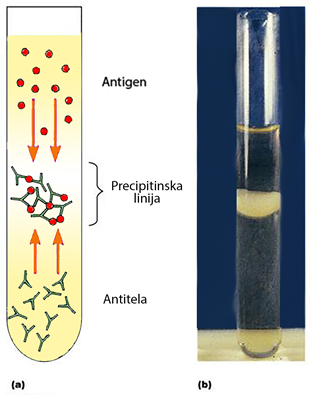 Antigen
Precipitinska
linija
Antitela
(a)
(b)